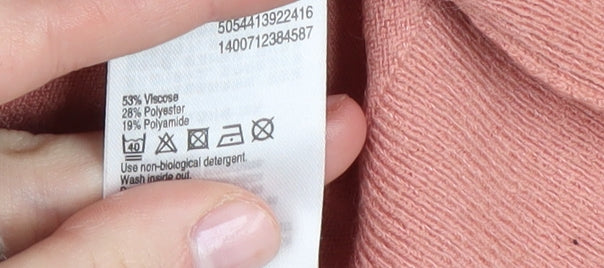 5054413922416
1400712384587
53% Viscose
28% Polyester
19% Polyamide
40
Use non-biological detergent.
Wash inside out.